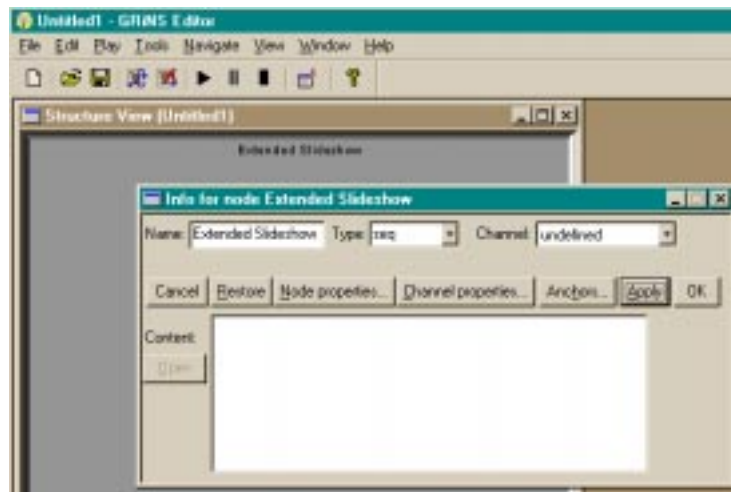 Untitled1 - GRiNS Editor
File Edit Play Tools Navigate View Window Help
Structure View (Untitled1)
Extended Slideshow
Info for node Extended Slideshow
Name: Extended Slideshow Type: seq Channel: undefined
Cancel Restore Node properties... Channel properties... Anchors... Apply OK
Content:
Open